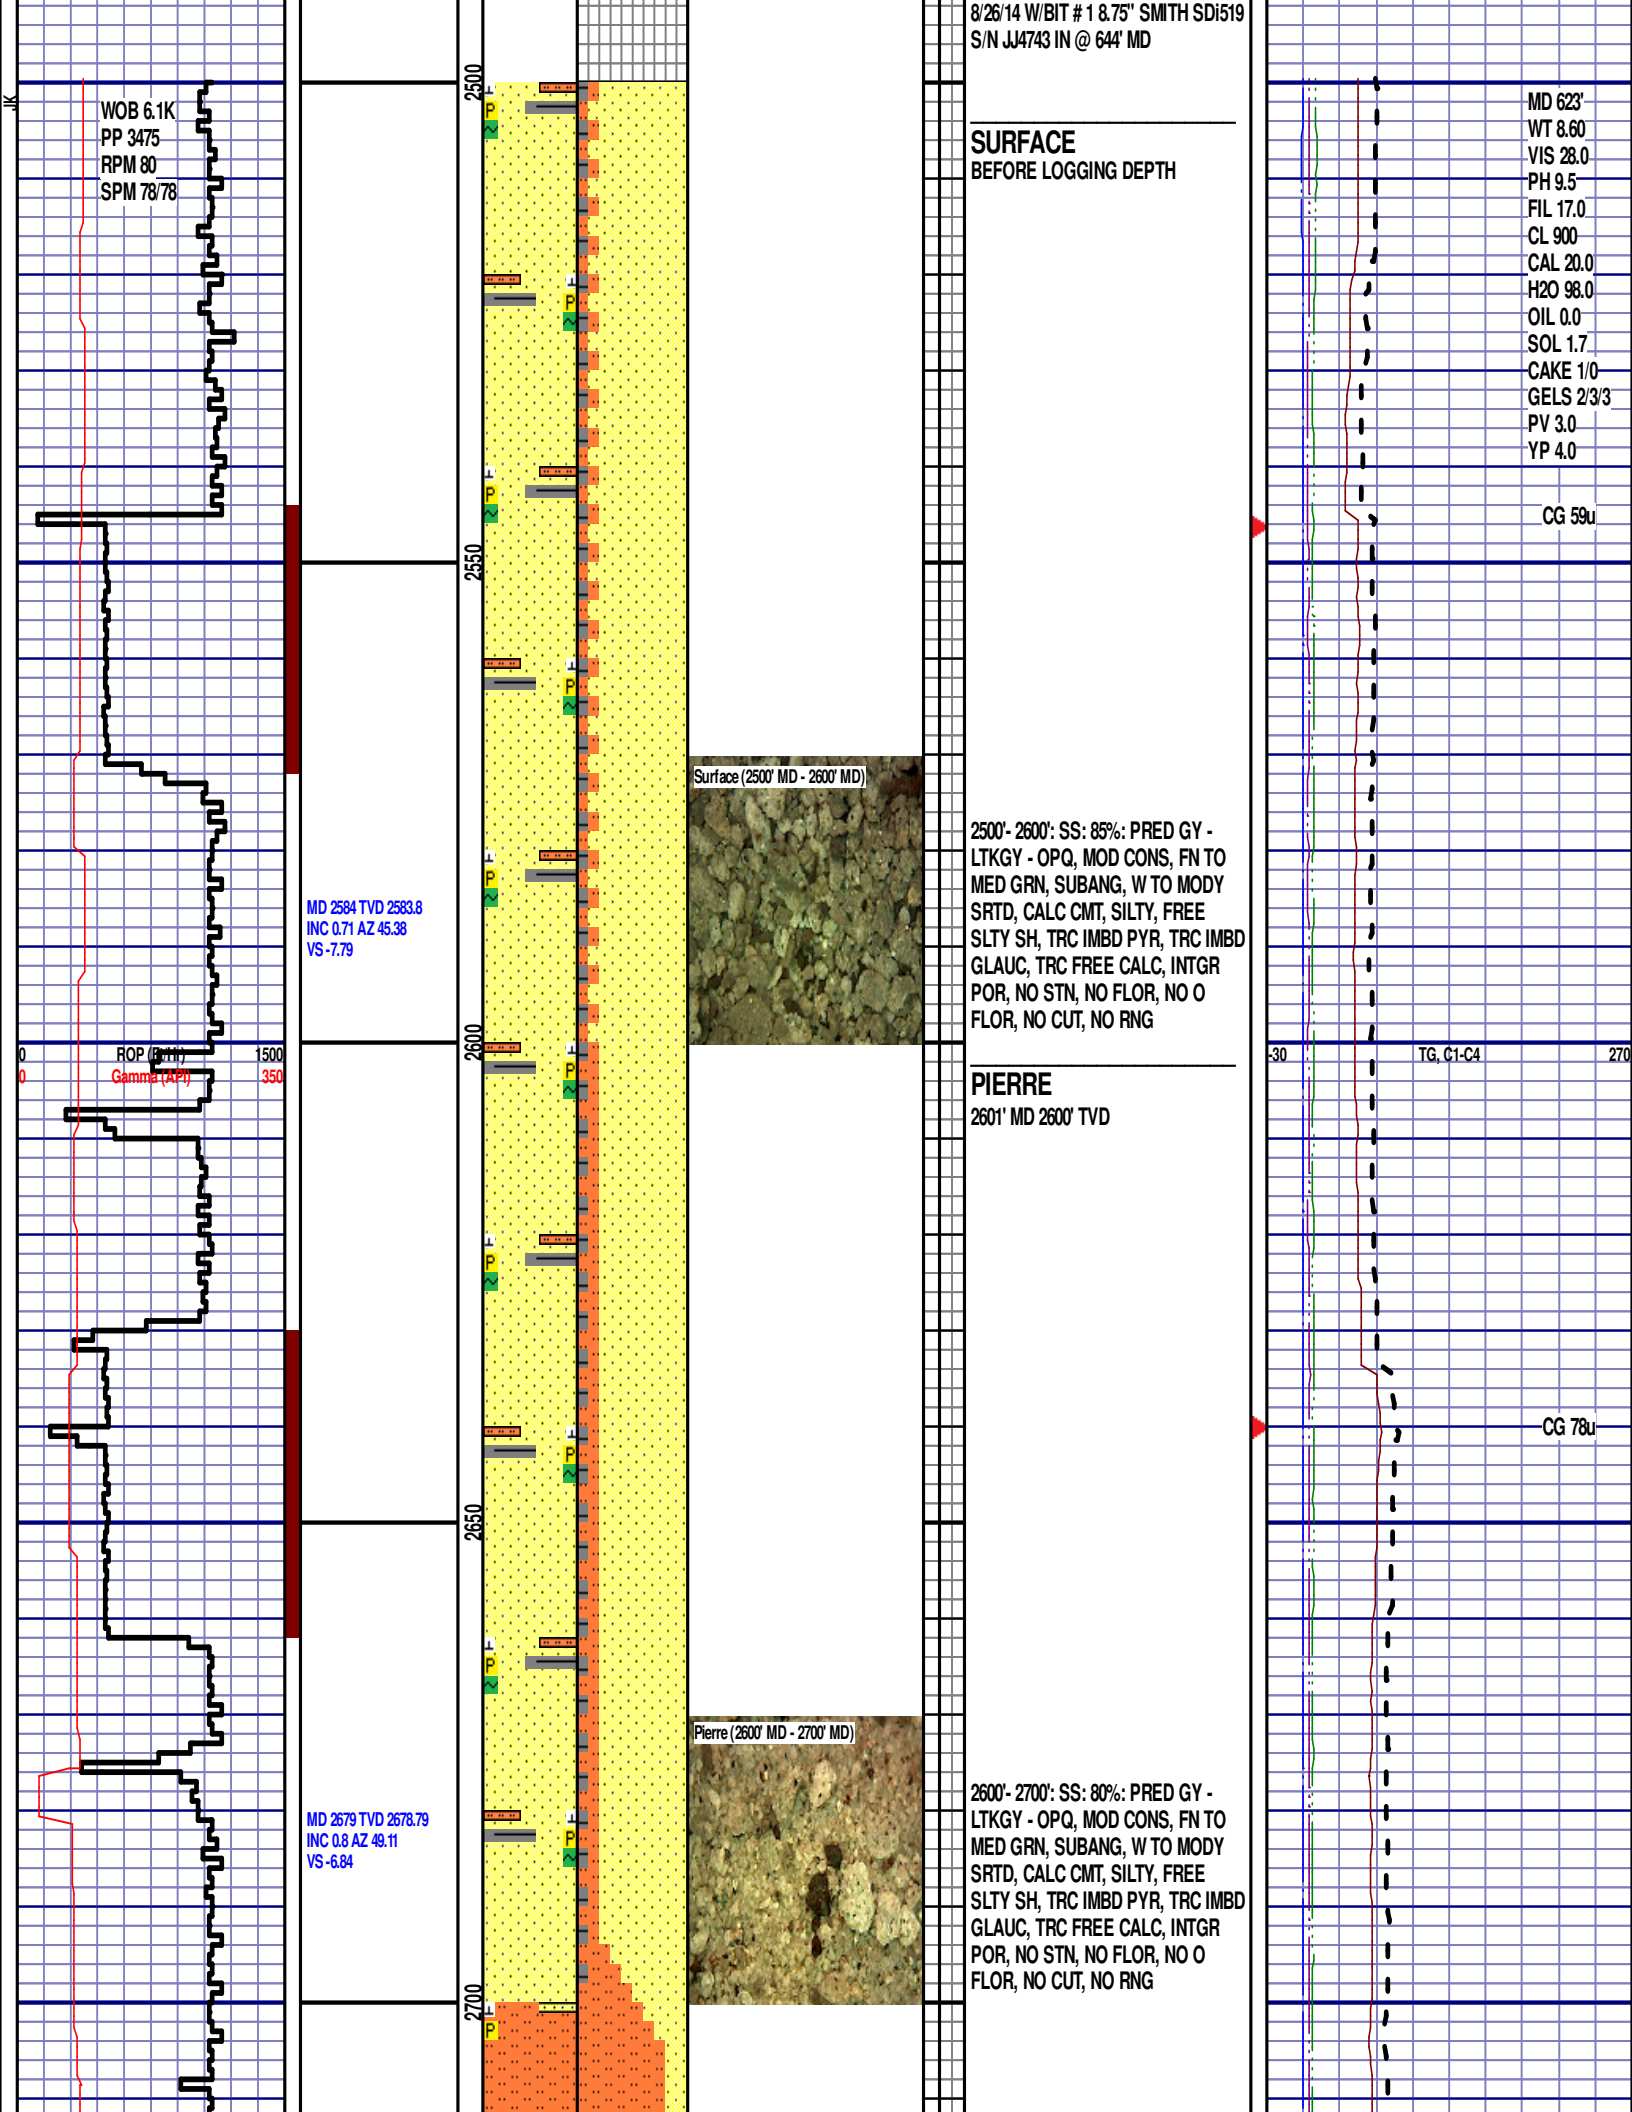 8/26/14 W/BIT # 1 8.75" SMITH SDi519
S/N JJ4743 IN @ 644' MD
JK
WOB 6.1K
PP 3475
RPM 80
SPM 78/78
2500
SURFACE
BEFORE LOGGING DEPTH
MD 623'
WT 8.60
VIS 28.0
PH 9.5
FIL 17.0
CL 900
CAL 20.0
H2O 98.0
OIL 0.0
SOL 1.7
CAKE 1/0
GELS 2/3/3
PV 3.0
YP 4.0
CG 59u
2550
Surface (2500' MD - 2600' MD)
2500'- 2600': SS: 85%: PRED GY -
LTKGY - OPQ, MOD CONS, FN TO
MED GRN, SUBANG, W TO MODY
SRTD, CALC CMT, SILTY, FREE
SLTY SH, TRC IMBD PYR, TRC IMBD
GLAUC, TRC FREE CALC, INTGR
POR, NO STN, NO FLOR, NO O
FLOR, NO CUT, NO RNG
MD 2584 TVD 2583.8
INC 0.71 AZ 45.38
VS -7.79
2600
0 ROP (Ft/Hr) 1500
0 Gamma (API) 350
-30 TG, C1-C4 270
PIERRE
2601' MD 2600' TVD
CG 78u
2650
Pierre (2600' MD - 2700' MD)
2600'- 2700': SS: 80%: PRED GY -
LTKGY - OPQ, MOD CONS, FN TO
MED GRN, SUBANG, W TO MODY
SRTD, CALC CMT, SILTY, FREE
SLTY SH, TRC IMBD PYR, TRC IMBD
GLAUC, TRC FREE CALC, INTGR
POR, NO STN, NO FLOR, NO O
FLOR, NO CUT, NO RNG
MD 2679 TVD 2678.79
INC 0.8 AZ 49.11
VS -6.84
2700
P
P
P
P
P
P
P
P
P
P
P